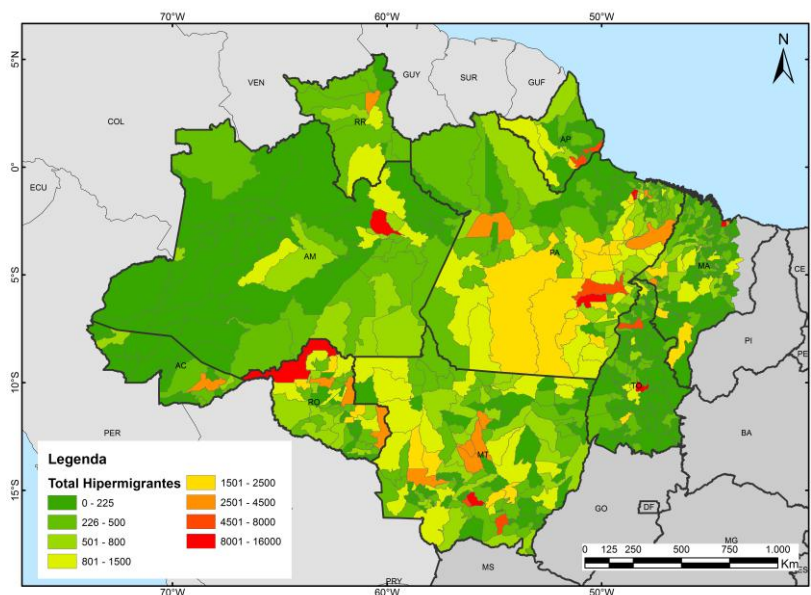 70°W 60°W 50°W
N
5°N
0°
5°S
10°S
15°S
VEN
GUY
SUR
GUF
COL
RR
AP
ECU
AM
PA
MA
CE
PI
PE
AC
TO
RO
PER
BA
MT
GO
DF
MG
ES
MS
PRY
Legenda
Total Hipermigrantes
0 - 225
226 - 500
501 - 800
801 - 1500
1501 - 2500
2501 - 4500
4501 - 8000
8001 - 16000
0 125 250 500 750 1.000
Km
70°W 60°W 50°W